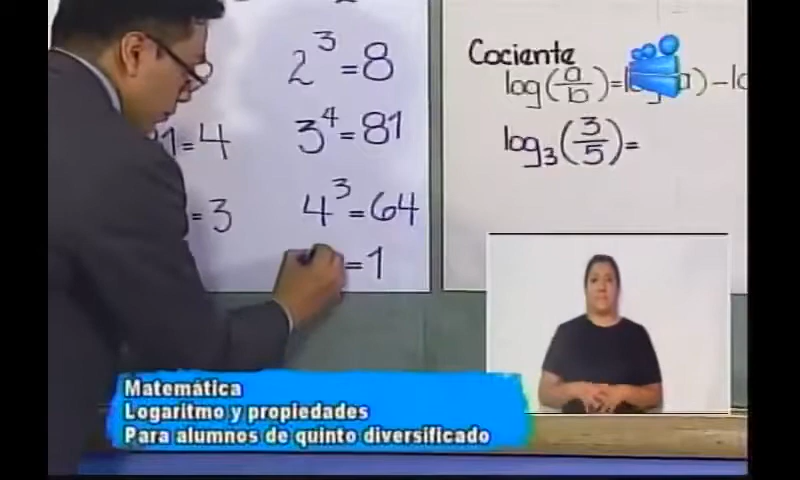 2³=8
3⁴=81
1=4
4³=64
=3
=1
Cociente
log(a/b)= a) -
log₃(3/5)=
Matemática
Logaritmo y propiedades
Para alumnos de quinto diversificado